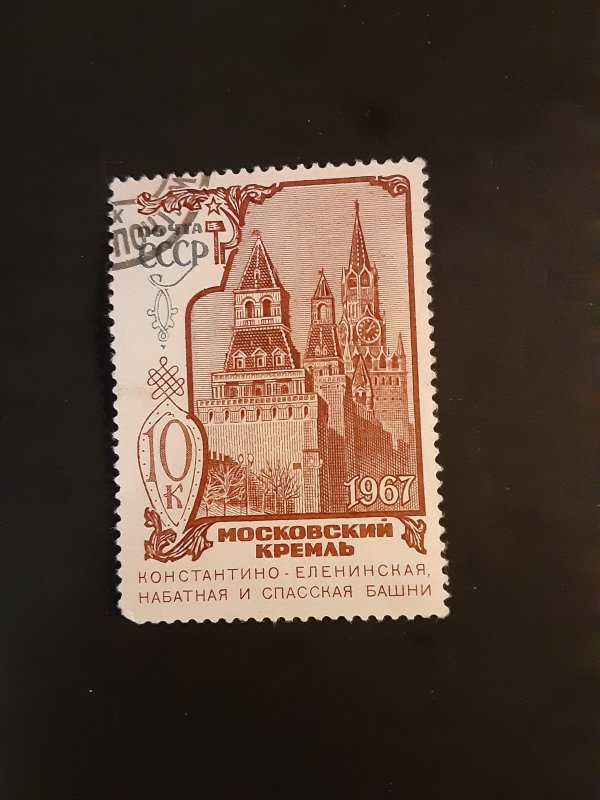 ПОЧТА
СССР
10
К
1967
МОСКОВСКИЙ
КРЕМЛЬ
КОНСТАНТИНО-ЕЛЕНИНСКАЯ,
НАБАТНАЯ И СПАССКАЯ БАШНИ